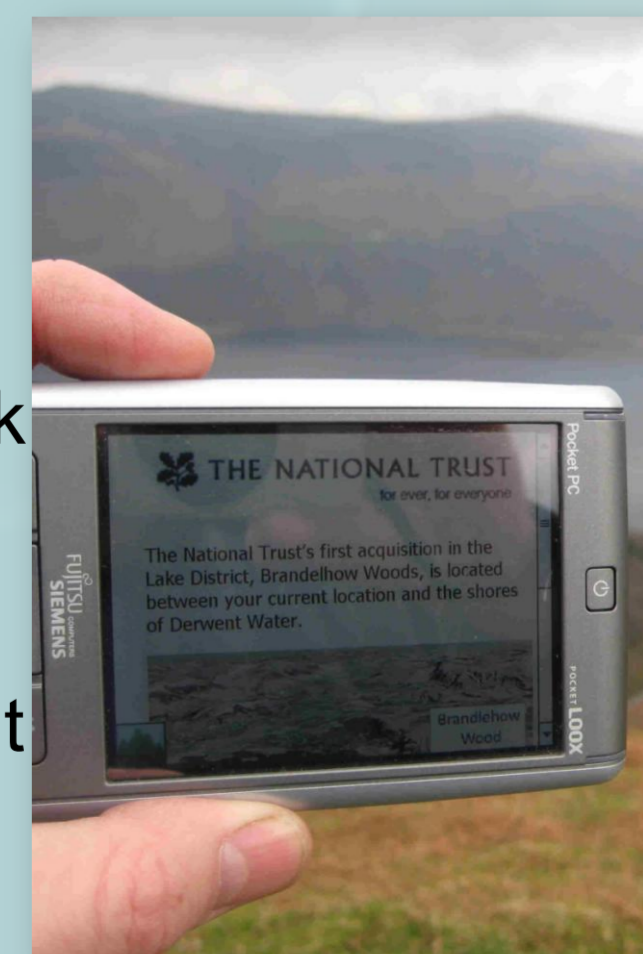 k
t
THE NATIONAL TRUST
for ever, for everyone
The National Trust's first acquisition in the
Lake District, Brandelhow Woods, is located
between your current location and the shores
of Derwent Water.
Brandlehow
Wood
FUJITSU COMPUTERS
SIEMENS
Pocket PC
POCKET LOOX